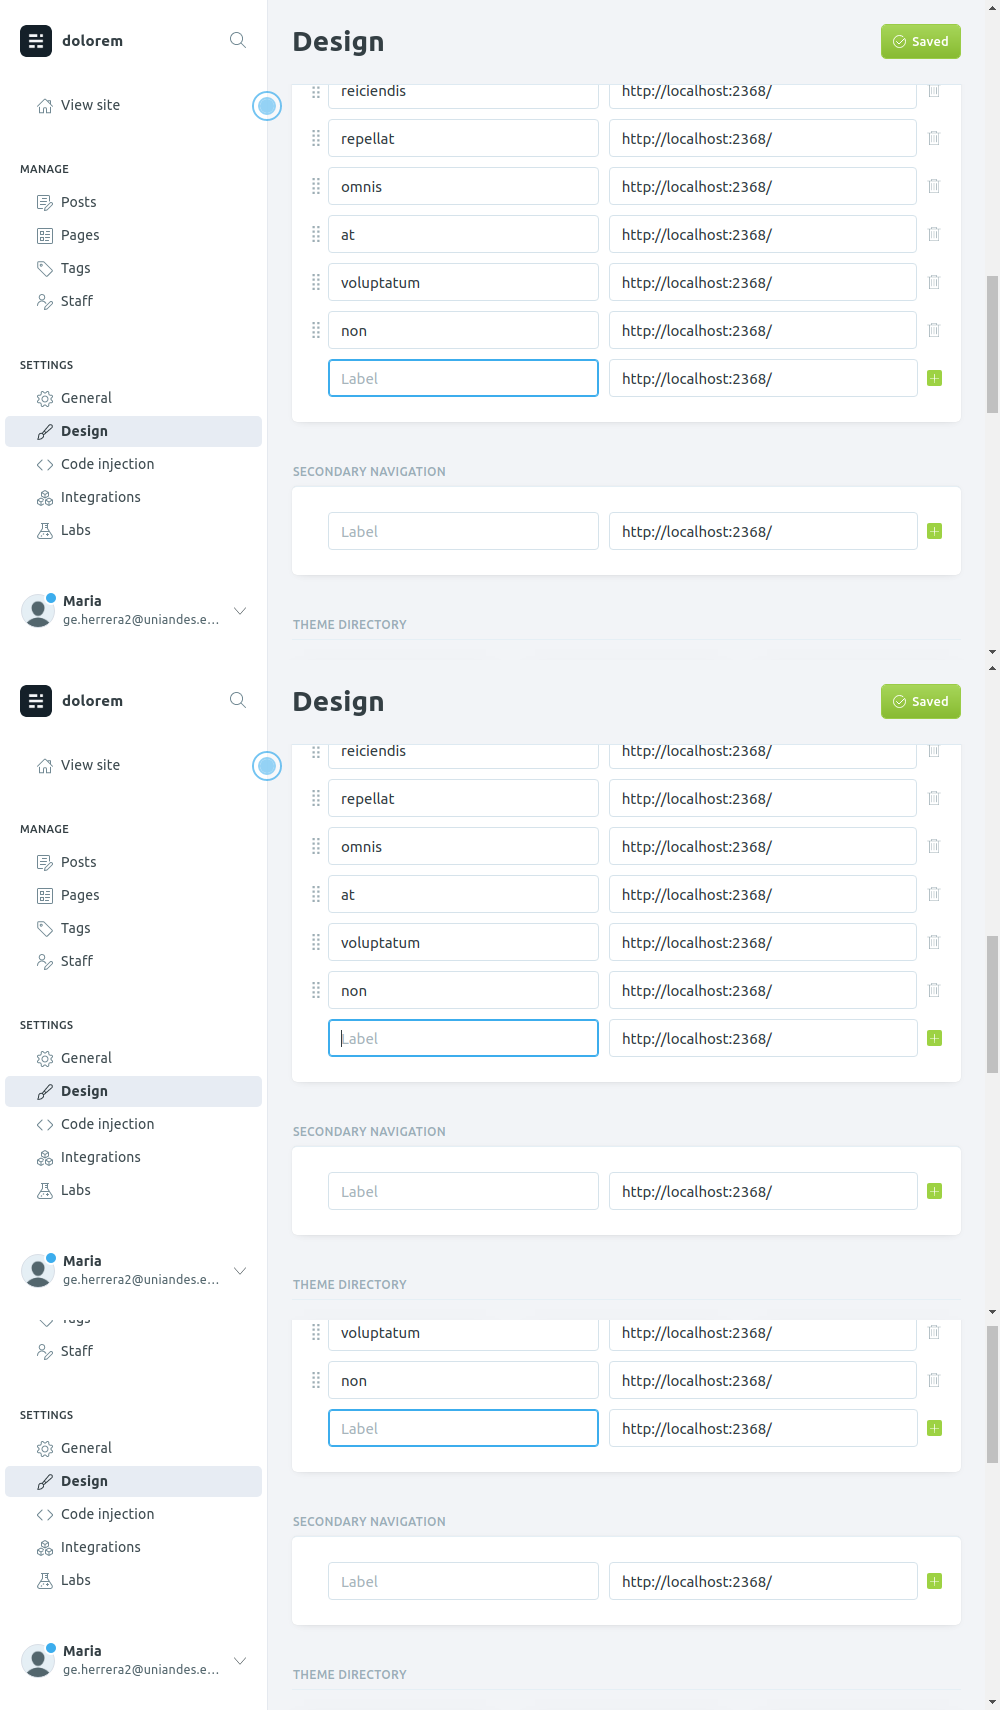 dolorem
Design
Saved
View site
reiciendis http://localhost:2368/
repellat http://localhost:2368/
MANAGE
omnis http://localhost:2368/
Posts
Pages
at http://localhost:2368/
Tags
voluptatum http://localhost:2368/
Staff
non http://localhost:2368/
SETTINGS
Label http://localhost:2368/
General
Design
Code injection
SECONDARY NAVIGATION
Integrations
Labs
Label http://localhost:2368/
Maria
ge.herrera2@uniandes.e...
THEME DIRECTORY
dolorem
Design
Saved
View site
reiciendis http://localhost:2368/
repellat http://localhost:2368/
MANAGE
omnis http://localhost:2368/
Posts
Pages
at http://localhost:2368/
Tags
voluptatum http://localhost:2368/
Staff
non http://localhost:2368/
SETTINGS
Label http://localhost:2368/
General
Design
Code injection
SECONDARY NAVIGATION
Integrations
Labs
Label http://localhost:2368/
Maria
ge.herrera2@uniandes.e...
THEME DIRECTORY
Tags
voluptatum http://localhost:2368/
Staff
non http://localhost:2368/
SETTINGS
Label http://localhost:2368/
General
Design
Code injection
SECONDARY NAVIGATION
Integrations
Labs
Label http://localhost:2368/
Maria
ge.herrera2@uniandes.e...
THEME DIRECTORY